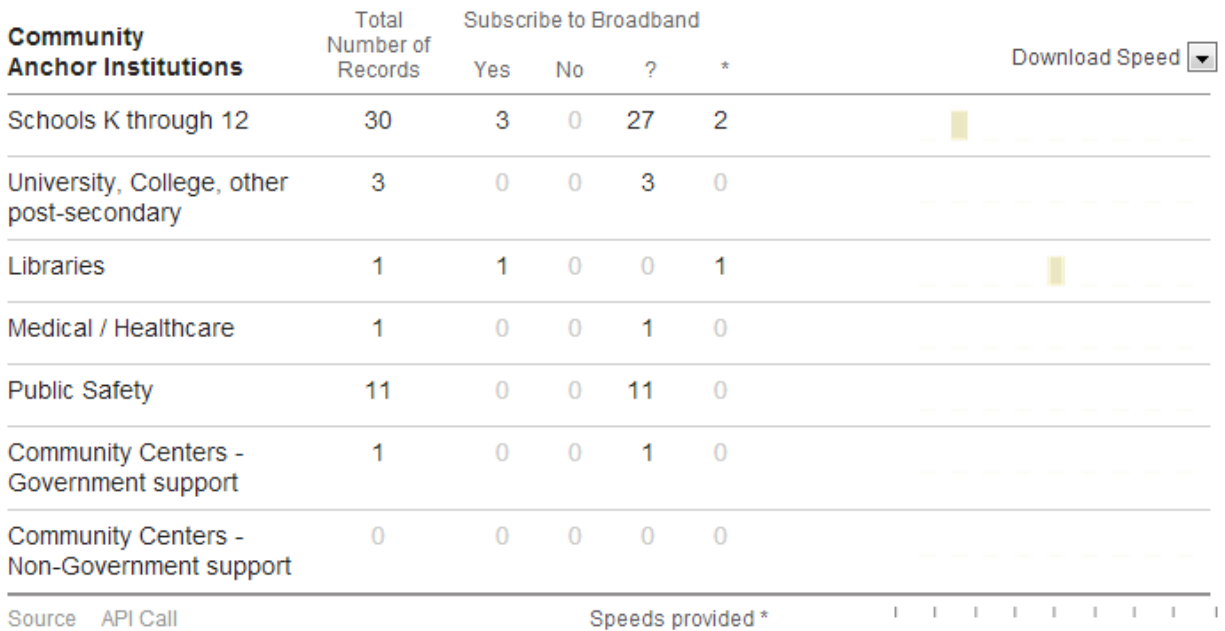 Community Anchor Institutions
Total Number of Records
Subscribe to Broadband
Yes No ? *
Download Speed
Schools K through 12 30 3 0 27 2
University, College, other post-secondary 3 0 0 3 0
Libraries 1 1 0 0 1
Medical / Healthcare 1 0 0 1 0
Public Safety 11 0 0 11 0
Community Centers - Government support 1 0 0 1 0
Community Centers - Non-Government support 0 0 0 0 0
Source API Call Speeds provided *